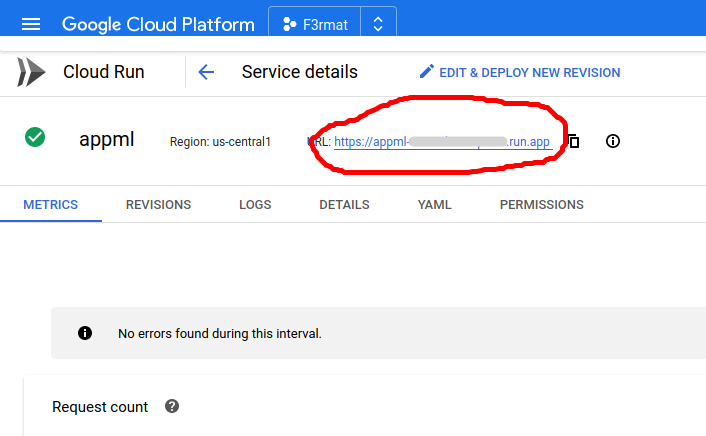 Google Cloud Platform F3rmat
Cloud Run Service details EDIT & DEPLOY NEW REVISION
appml Region: us-central1 URL: https://appml- .run.app
METRICS REVISIONS LOGS DETAILS YAML PERMISSIONS
No errors found during this interval.
Request count